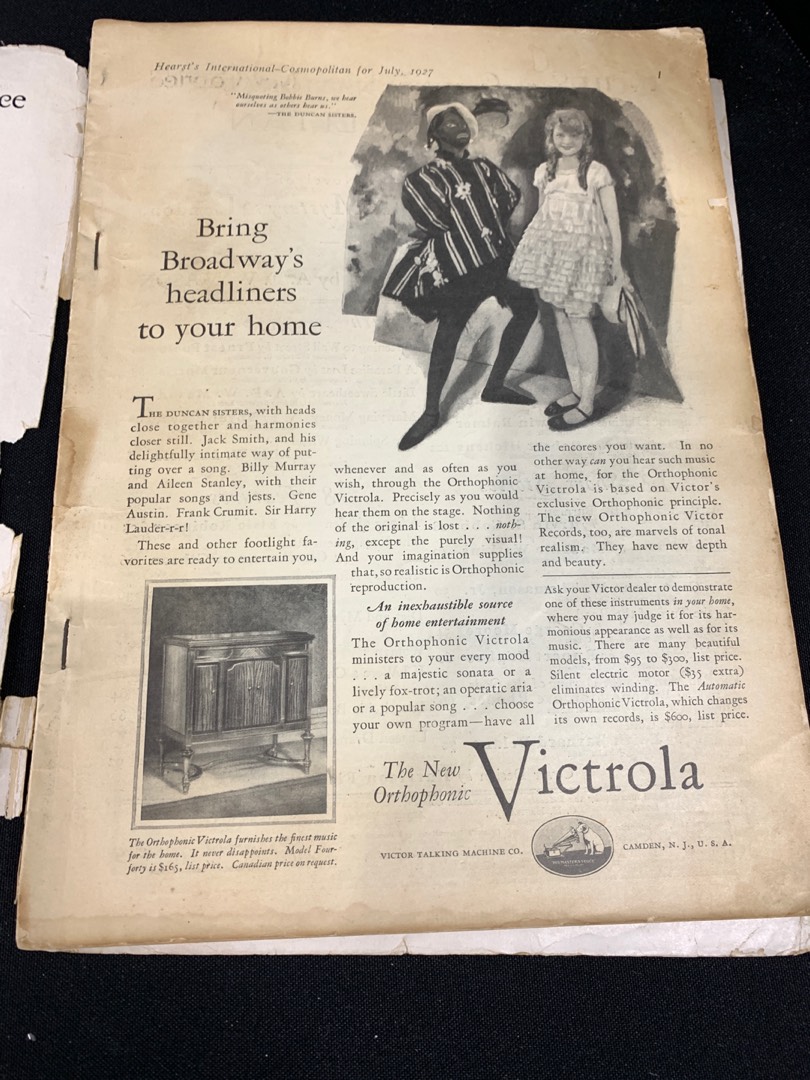 ee
Hearst's International-Cosmopolitan for July, 1927
1
"Misquoting Bobbie Burns, we hear
ourselves as others hear us."
—THE DUNCAN SISTERS.
Bring
Broadway's
headliners
to your home
THE DUNCAN SISTERS, with heads
close together and harmonies
closer still. Jack Smith, and his
delightfully intimate way of put-
ting over a song. Billy Murray
and Aileen Stanley, with their
popular songs and jests. Gene
Austin. Frank Crumit. Sir Harry
Lauder-r-r!
These and other footlight fa-
vorites are ready to entertain you,
whenever and as often as you
wish, through the Orthophonic
Victrola. Precisely as you would
hear them on the stage. Nothing
of the original is lost . . . noth-
ing, except the purely visual!
And your imagination supplies
that, so realistic is Orthophonic
reproduction.
An inexhaustible source
of home entertainment
The Orthophonic Victrola
ministers to your every mood
. . . a majestic sonata or a
lively fox-trot; an operatic aria
or a popular song . . . choose
your own program—have all
the encores you want. In no
other way can you hear such music
at home, for the Orthophonic
Victrola is based on Victor's
exclusive Orthophonic principle.
The new Orthophonic Victor
Records, too, are marvels of tonal
realism. They have new depth
and beauty.
Ask your Victor dealer to demonstrate
one of these instruments in your home,
where you may judge it for its har-
monious appearance as well as for its
music. There are many beautiful
models, from $95 to $300, list price.
Silent electric motor ($35 extra)
eliminates winding. The Automatic
Orthophonic Victrola, which changes
its own records, is $600, list price.
The Orthophonic Victrola furnishes the finest music
for the home. It never disappoints. Model Four-
forty is $165, list price. Canadian price on request.
The New
Orthophonic Victrola
VICTOR TALKING MACHINE CO.
CAMDEN, N. J., U. S. A.